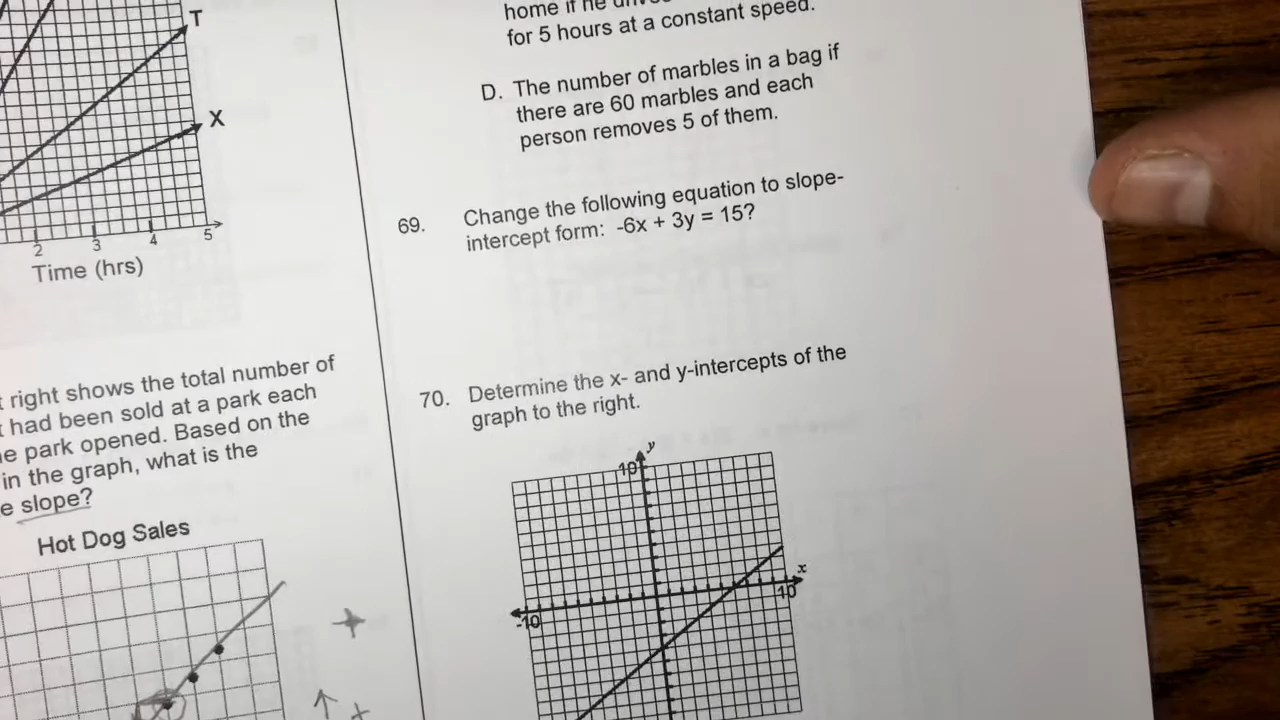 T
X
2
3
4
5
Time (hrs)
right shows the total number of
had been sold at a park each
park opened. Based on the
in the graph, what is the
slope?
Hot Dog Sales
home if he
for 5 hours at a constant speed.
D. The number of marbles in a bag if
there are 60 marbles and each
person removes 5 of them.
69. Change the following equation to slope-
intercept form: -6x + 3y = 15?
70. Determine the x- and y-intercepts of the
graph to the right.
y
10
x
-10
10